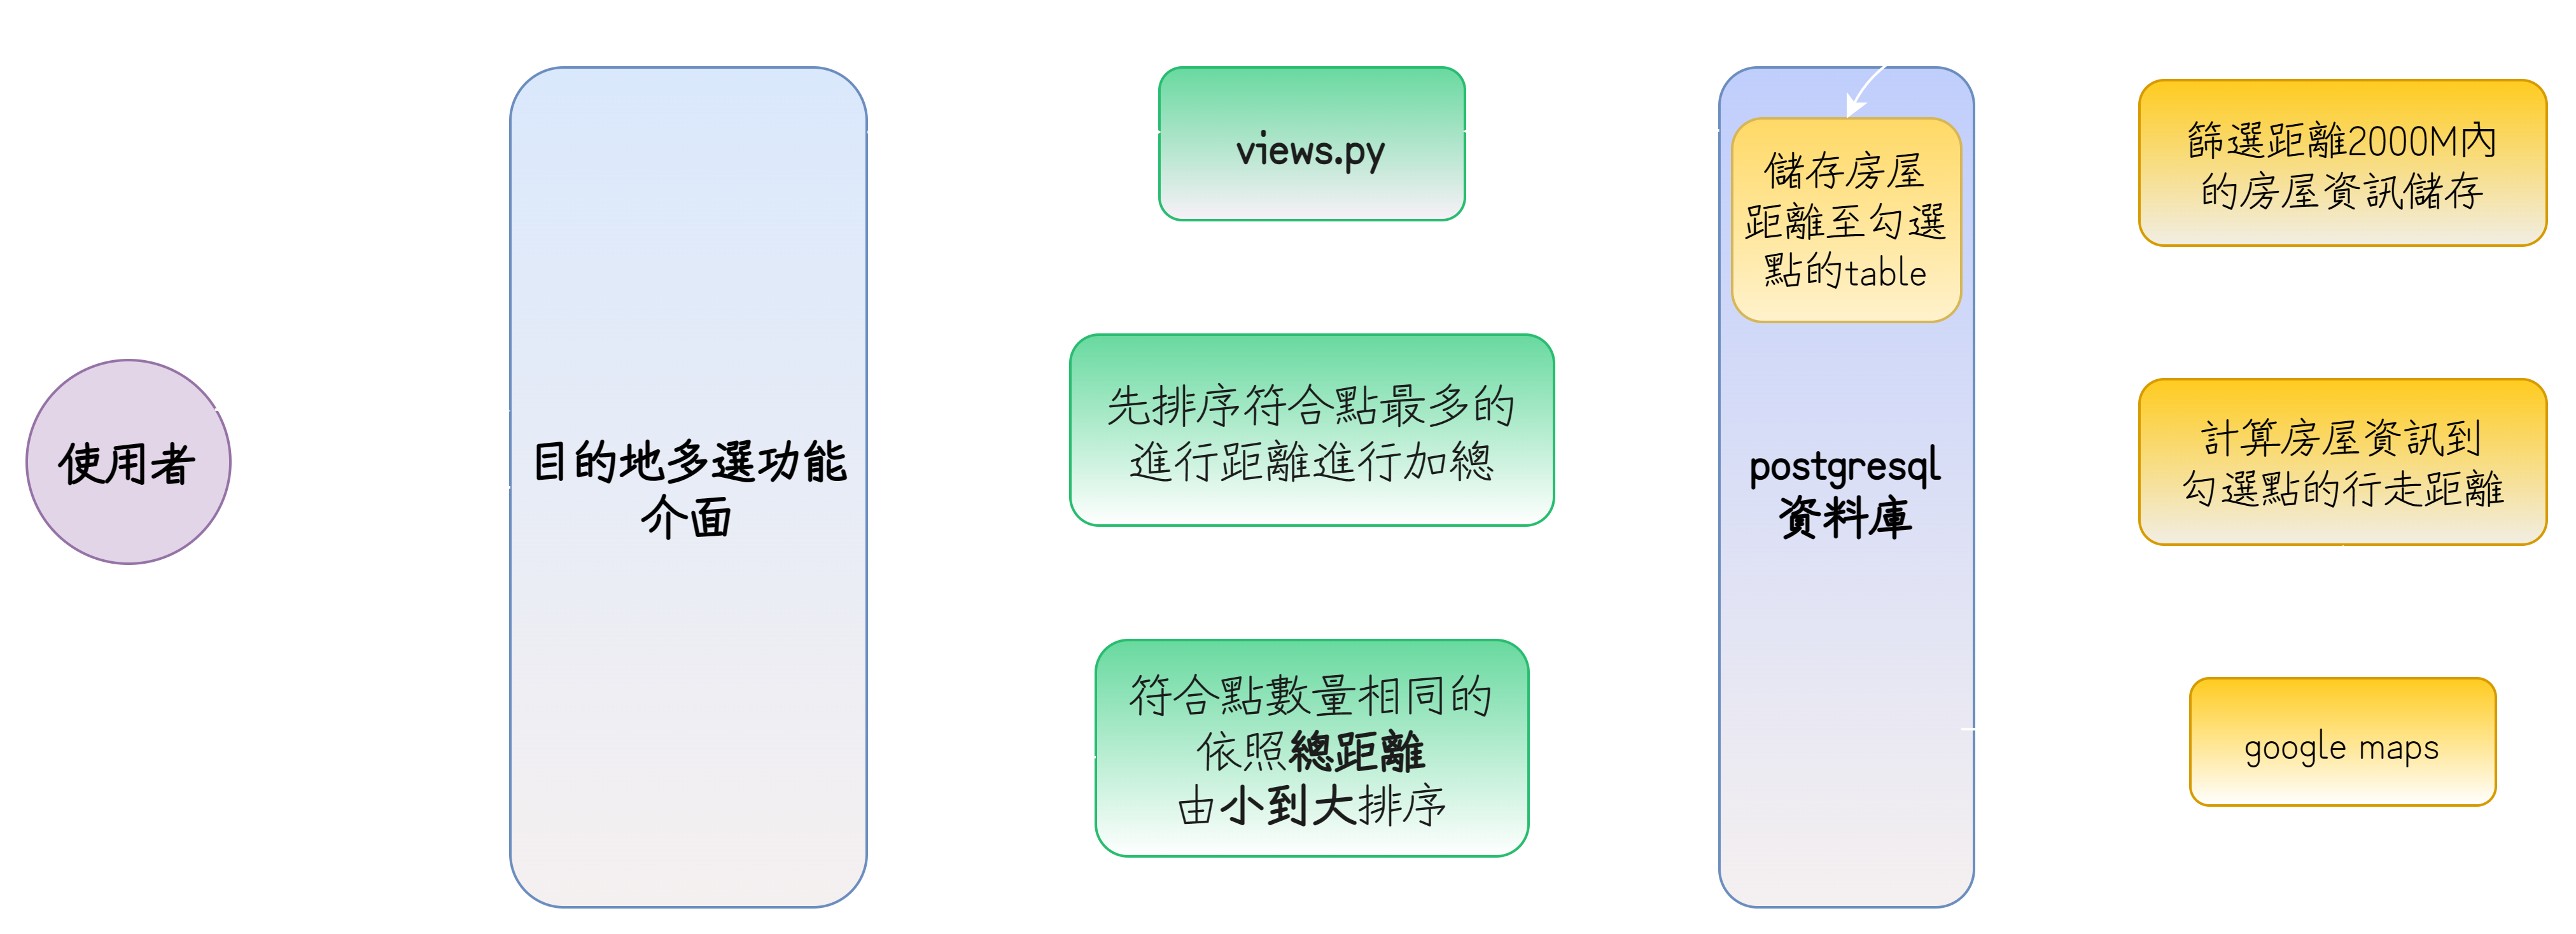 使用者
目的地多選功能
介面
views.py
先排序符合點最多的
進行距離進行加總
符合點數量相同的
依照總距離
由小到大排序
儲存房屋
距離至勾選
點的table
postgresql
資料庫
篩選距離2000M內
的房屋資訊儲存
計算房屋資訊到
勾選點的行走距離
google maps